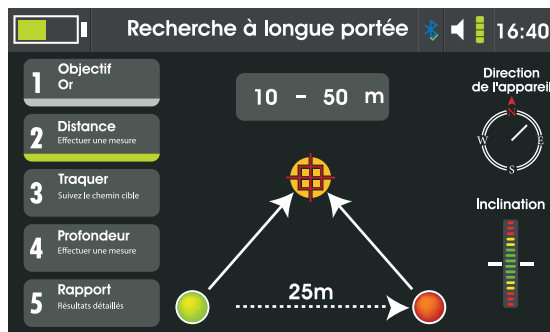 Recherche à longue portée
16:40
1 Objectif
Or
2 Distance
Effectuer une mesure
3 Traquer
Suivez le chemin cible
4 Profondeur
Effectuer une mesure
5 Rapport
Résultats détaillés
10 - 50 m
25m
Direction
de l'appareil
N
W
E
S
Inclination